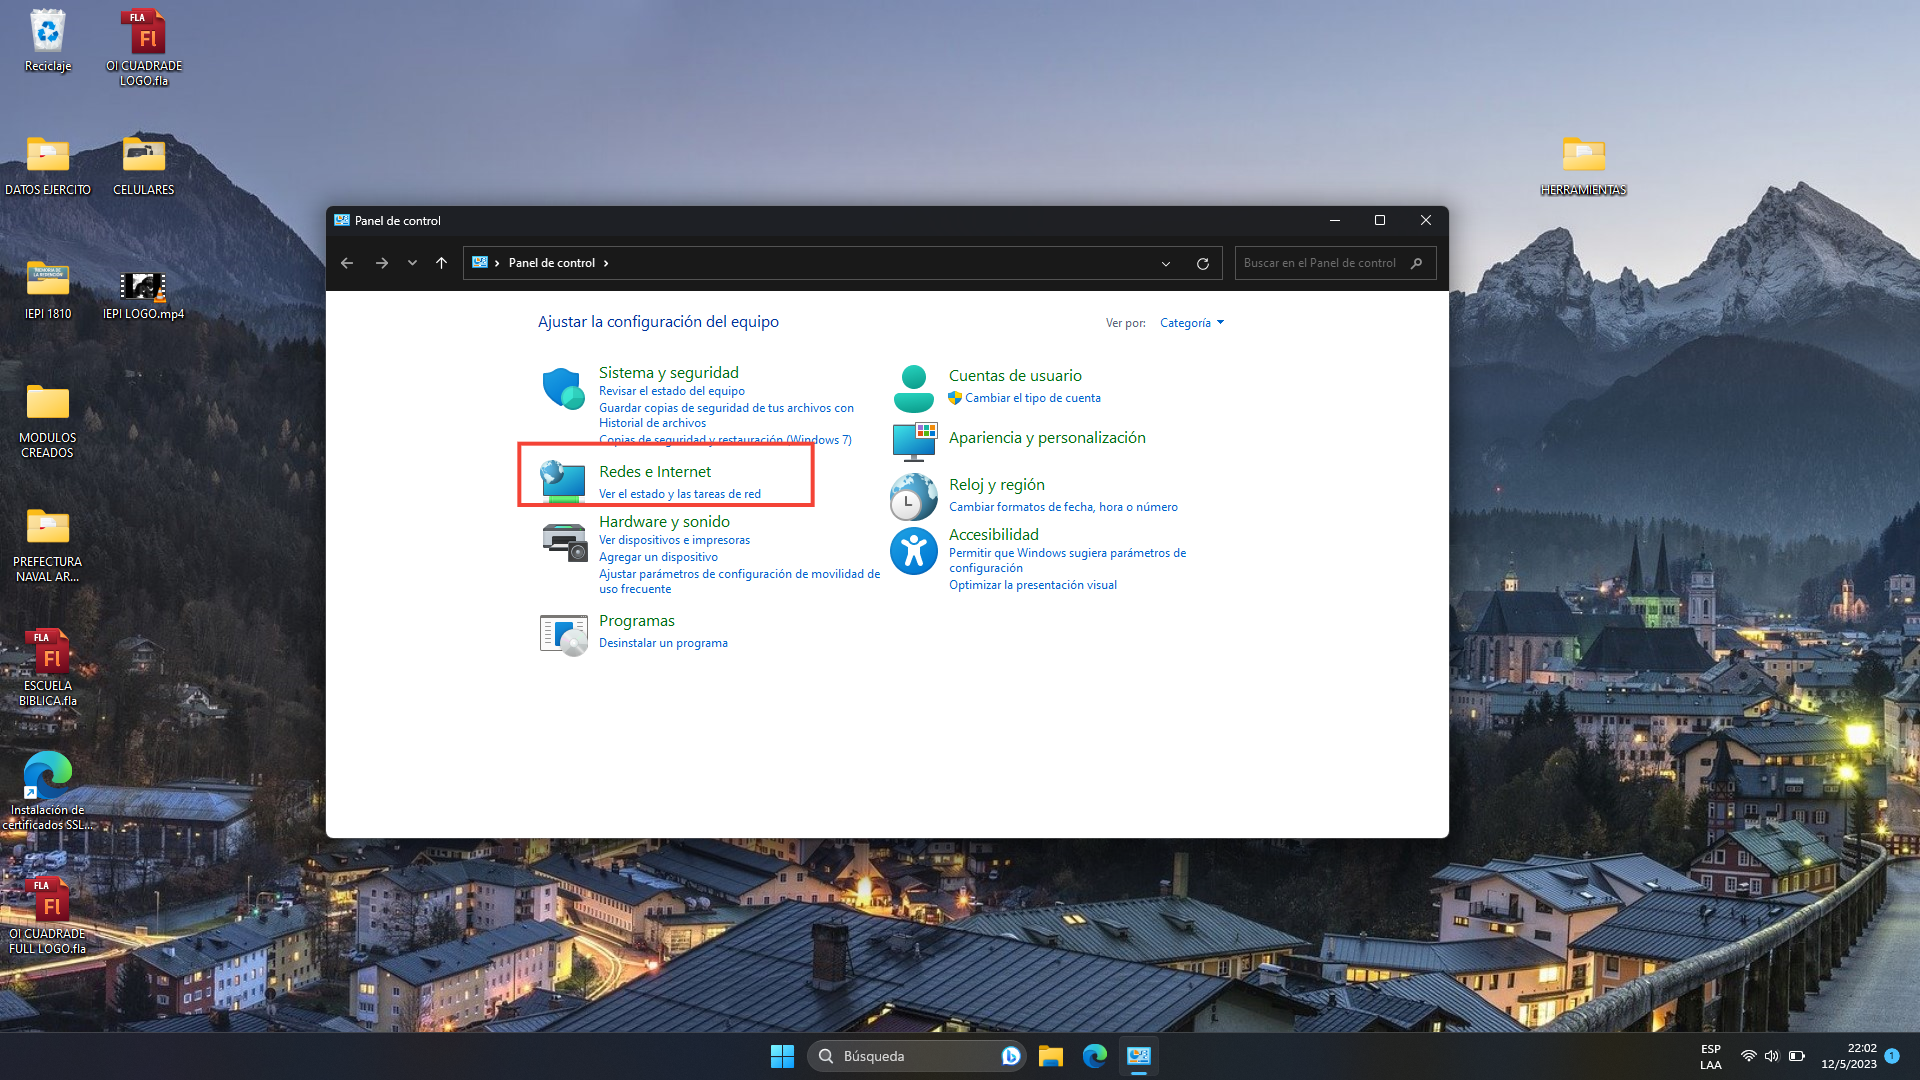 Reciclaje
FLA
Fl
OI CUADRADE
LOGO.fla
DATOS EJERCITO
CELULARES
HERRAMIENTAS
IEPI 1810
IEPI LOGO.mp4
MODULOS
CREADOS
PREFECTURA
NAVAL AR...
FLA
Fl
ESCUELA
BIBLICA.fla
Instalación de
certificados SSL...
FLA
Fl
OI CUADRADE
FULL LOGO.fla
Panel de control
Panel de control
Buscar en el Panel de control
Ajustar la configuración del equipo
Ver por: Categoría
Sistema y seguridad
Revisar el estado del equipo
Guardar copias de seguridad de tus archivos con
Historial de archivos
Copias de seguridad y restauración (Windows 7)
Redes e Internet
Ver el estado y las tareas de red
Hardware y sonido
Ver dispositivos e impresoras
Agregar un dispositivo
Ajustar parámetros de configuración de movilidad de
uso frecuente
Programas
Desinstalar un programa
Cuentas de usuario
Cambiar el tipo de cuenta
Apariencia y personalización
Reloj y región
Cambiar formatos de fecha, hora o número
Accesibilidad
Permitir que Windows sugiera parámetros de
configuración
Optimizar la presentación visual
Búsqueda
ESP
LAA
22:02
12/5/2023
1